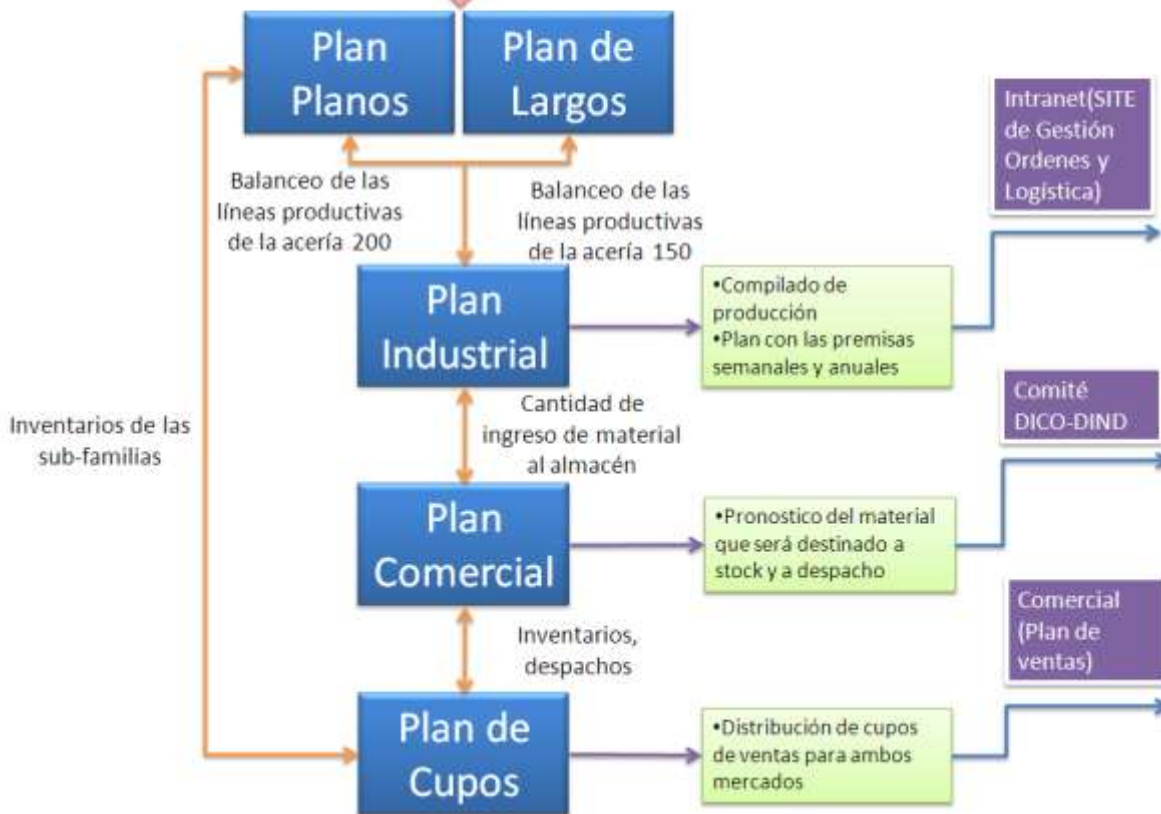 Plan
Planos
Plan de
Largos
Intranet(SITE
de Gestión
Ordenes y
Logística)
Balanceo de las
líneas productivas
de la acería 200
Balanceo de las
líneas productivas
de la acería 150
Plan
Industrial
•Compilado de
producción
•Plan con las premisas
semanales y anuales
Comité
DICO-DIND
Inventarios de las
sub-familias
Cantidad de
ingreso de material
al almacén
Plan
Comercial
•Pronostico del material
que será destinado a
stock y a despacho
Comercial
(Plan de
ventas)
Inventarios,
despachos
Plan de
Cupos
•Distribución de cupos
de ventas para ambos
mercados